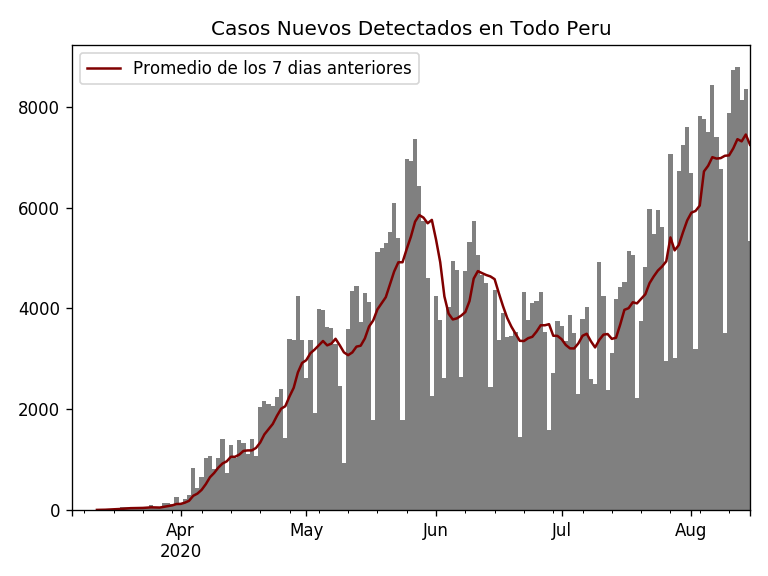 Casos Nuevos Detectados en Todo Peru
Promedio de los 7 dias anteriores
8000
6000
4000
2000
0
Apr
2020
May
Jun
Jul
Aug